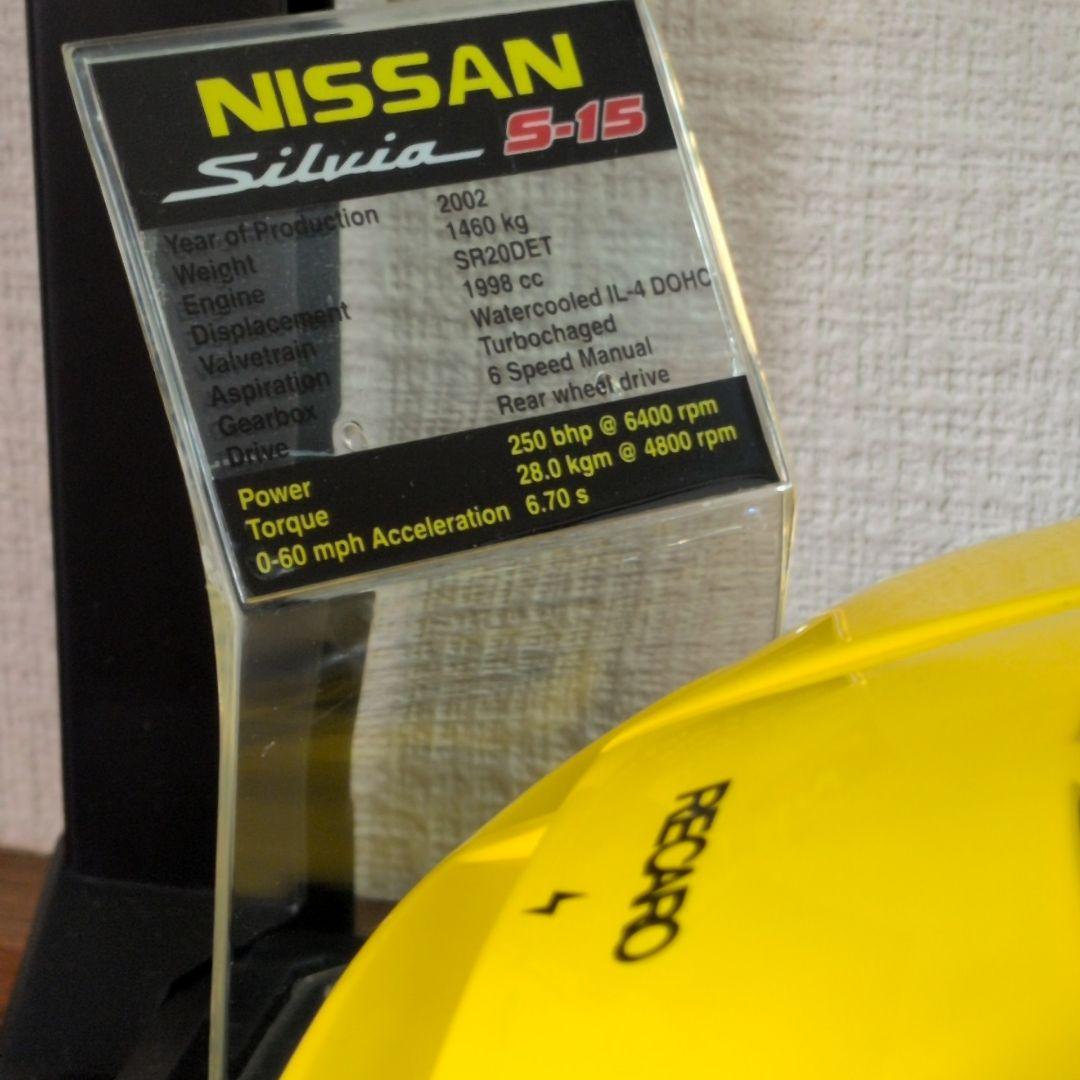 NISSAN
Silvia S-15
Year of Production 2002
Weight 1460 kg
Engine SR20DET
Displacement 1998 cc
Valvetrain Watercooled IL-4 DOHC
Aspiration Turbochaged
Gearbox 6 Speed Manual
Drive Rear wheel drive
Power 250 bhp @ 6400 rpm
Torque 28.0 kgm @ 4800 rpm
0-60 mph Acceleration 6.70 s
RECARO